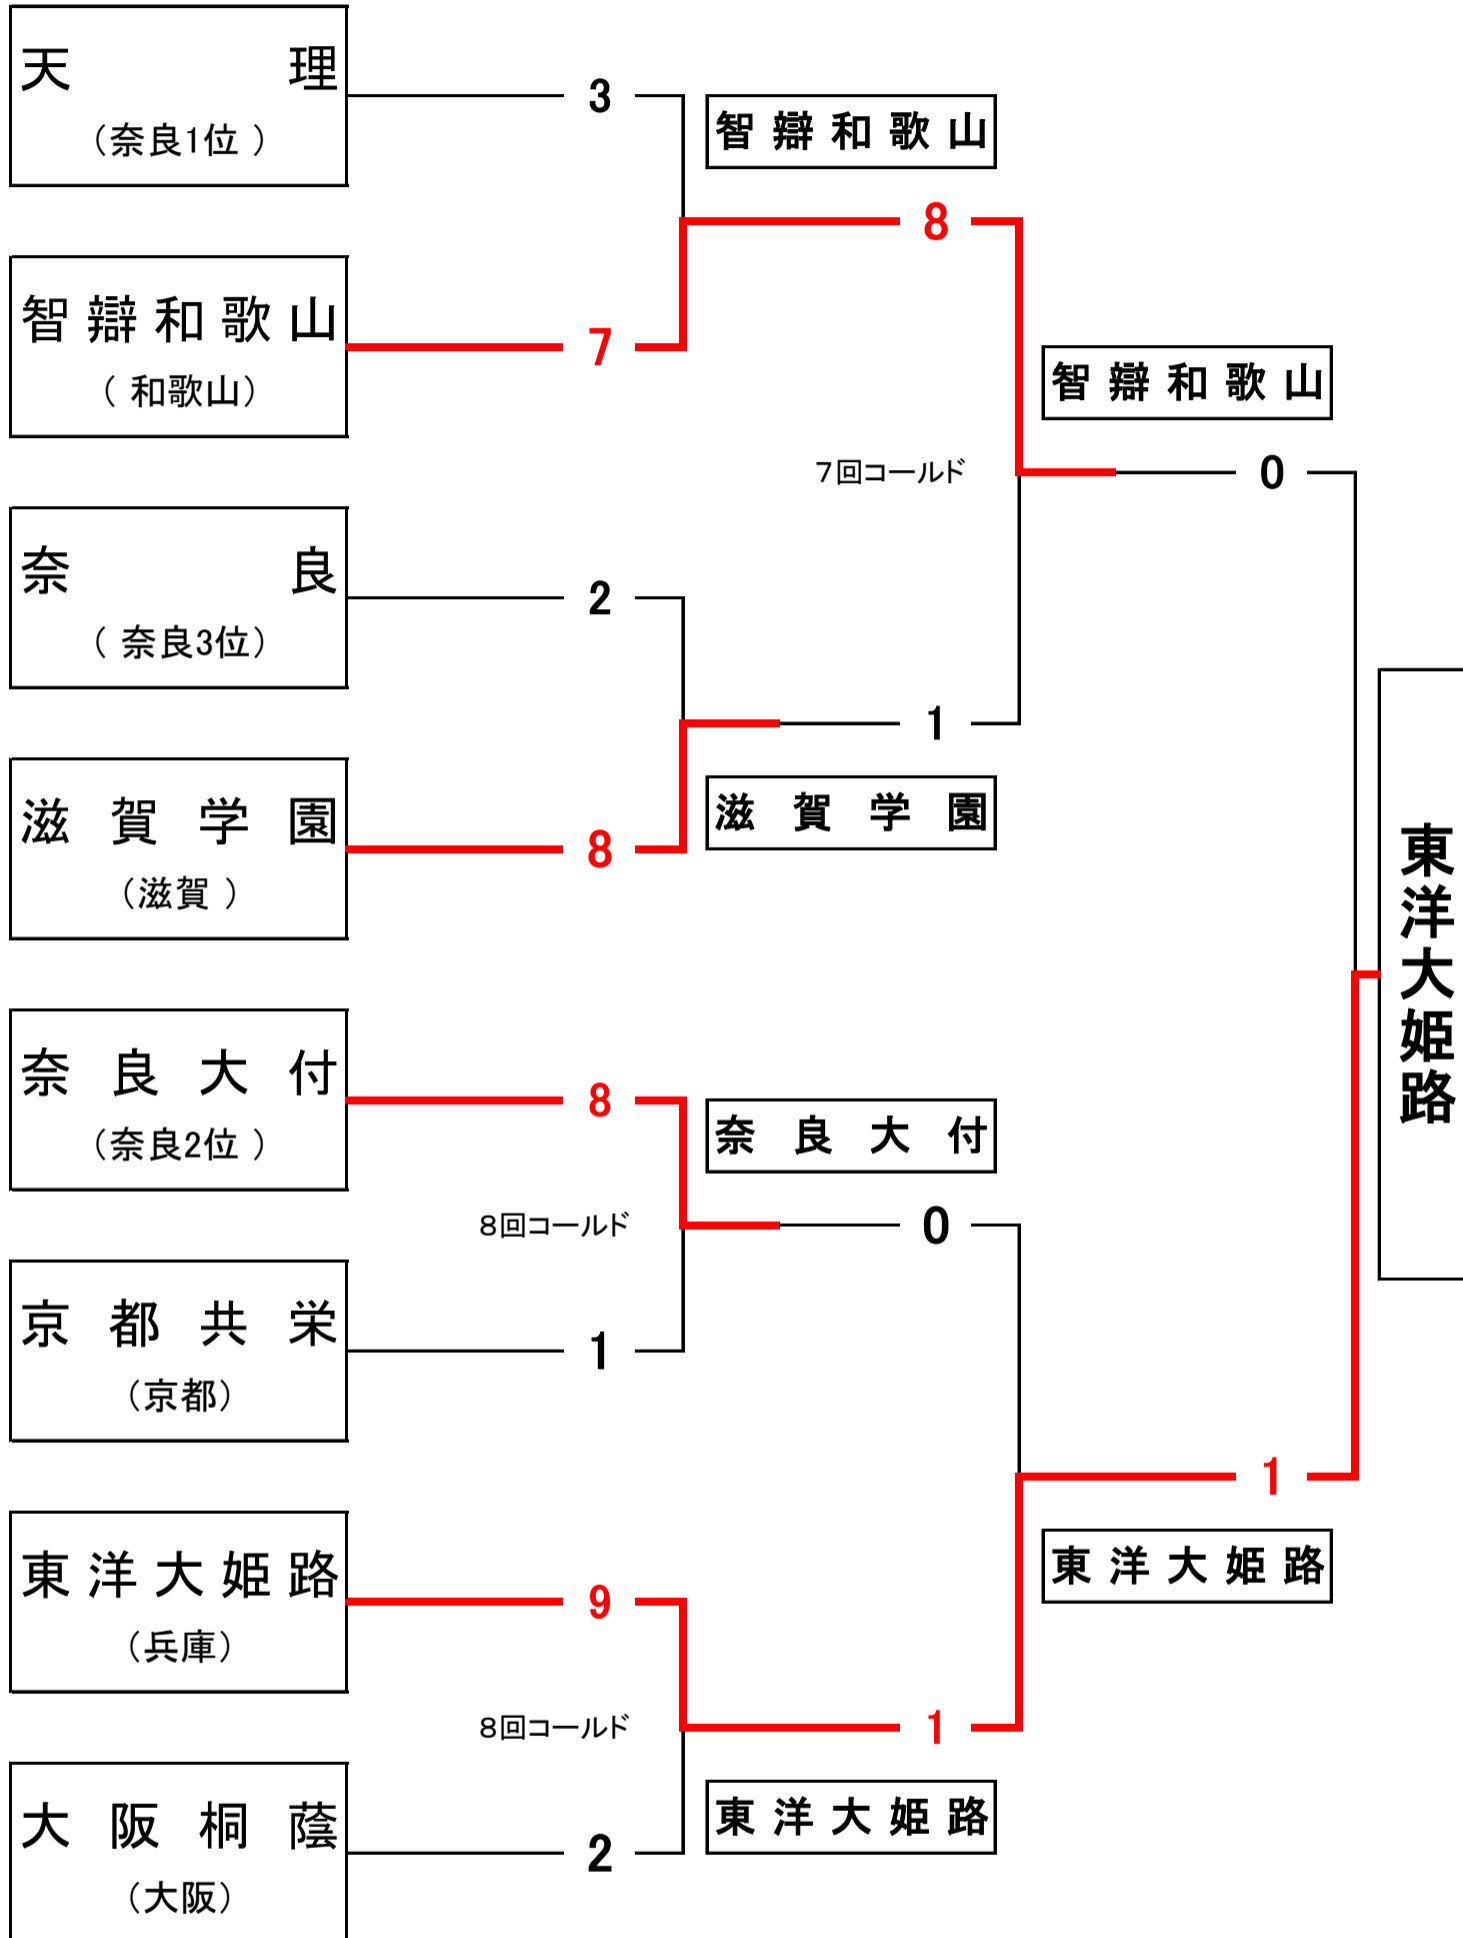 天理
（奈良1位 ）
3
智辯和歌山
8
智辯和歌山
（ 和歌山）
7
智辯和歌山
7回コールド
0
奈良
（ 奈良3位）
2
1
滋賀学園
滋賀学園
（滋賀 ）
8
東洋大姫路
奈良大付
（奈良2位 ）
8
奈良大付
8回コールド
0
京都共栄
（京都）
1
1
東洋大姫路
東洋大姫路
（兵庫）
9
8回コールド
1
東洋大姫路
大阪桐蔭
（大阪）
2